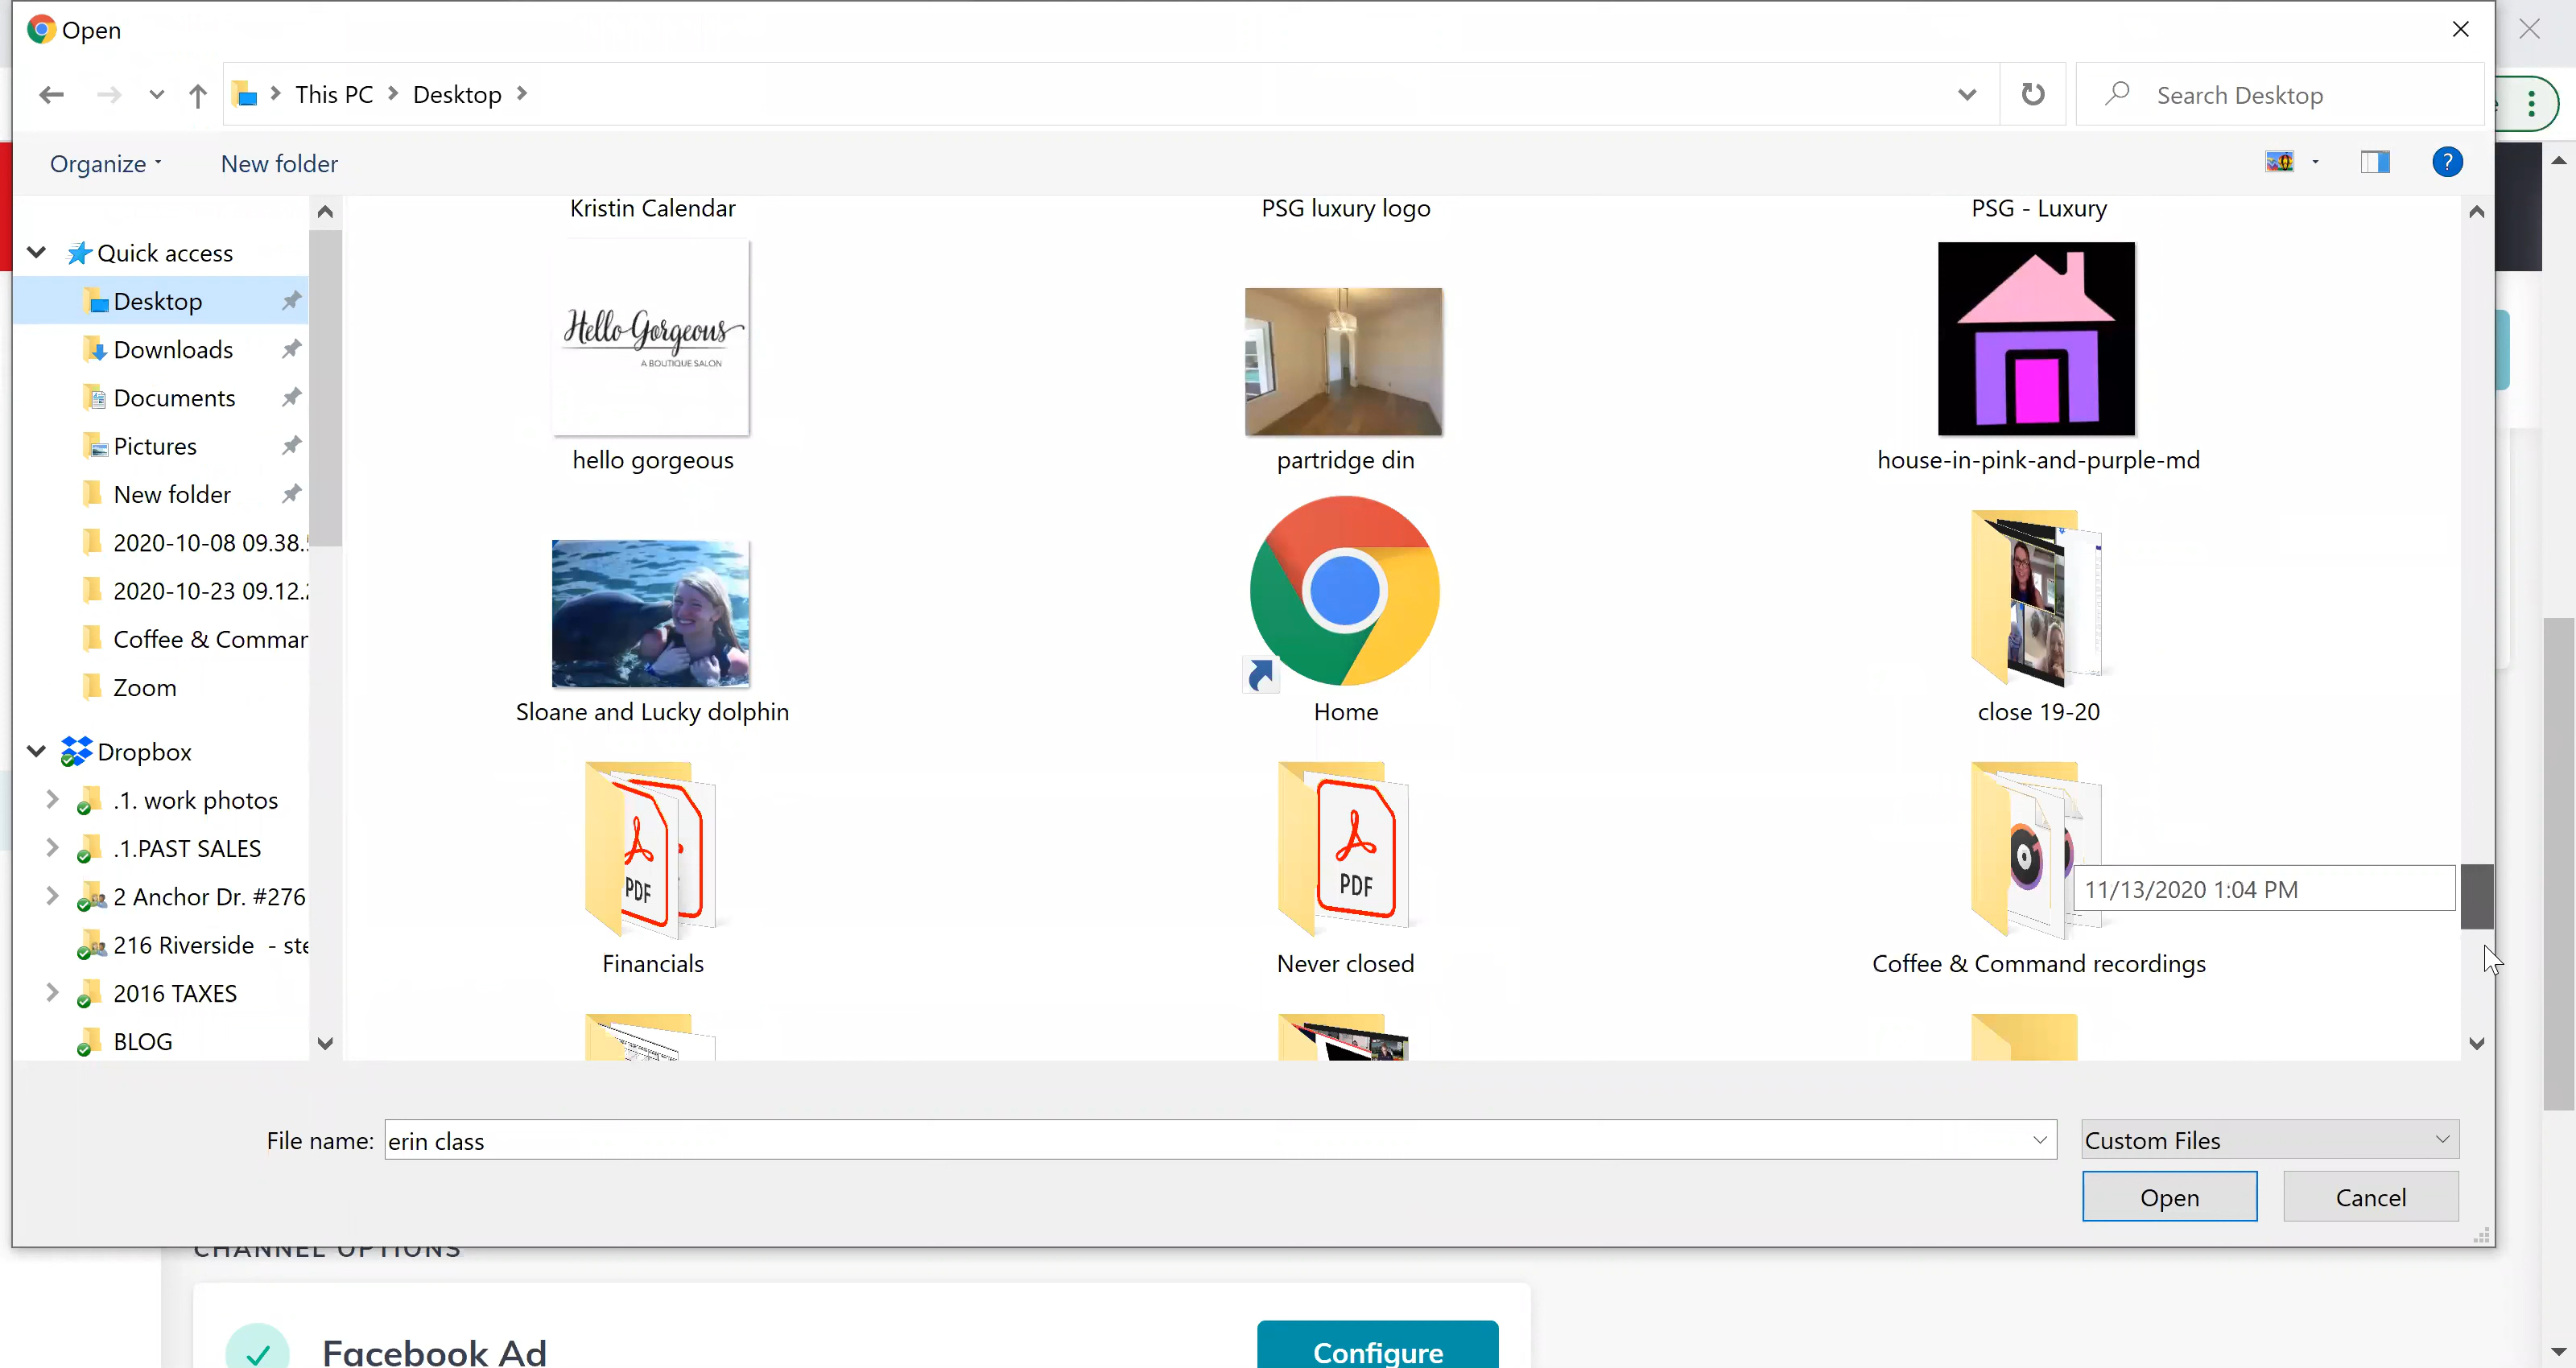 Open
This PC
Desktop
Search Desktop
Organize
New folder
?
Kristin Calendar
PSG luxury logo
PSG - Luxury
Quick access
Desktop
Downloads
Documents
Pictures
New folder
2020-10-08 09.38.
2020-10-23 09.12.
Coffee & Commar
Zoom
Dropbox
.1. work photos
.1.PAST SALES
2 Anchor Dr. #276
216 Riverside - ste
2016 TAXES
BLOG
Hello Gorgeous
A BOUTIQUE SALON
hello gorgeous
partridge din
house-in-pink-and-purple-md
Sloane and Lucky dolphin
Home
close 19-20
PDF
Financials
PDF
Never closed
11/13/2020 1:04 PM
Coffee & Command recordings
File name:
erin class
Custom Files
Open
Cancel
CHANNEL OPTIONS
Facebook Ad
Configure